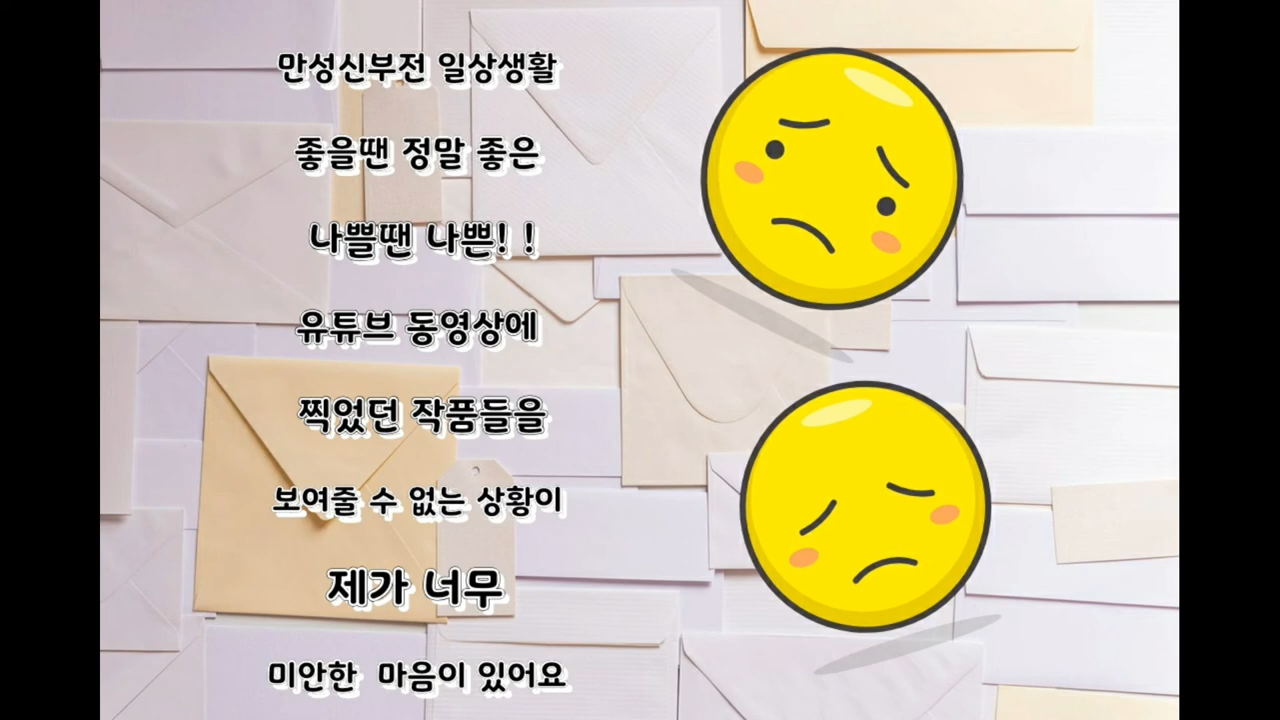 만성신부전 일상생활
좋을땐 정말 좋은
나쁠땐 나쁜! !
유튜브 동영상에
찍었던 작품들을
보여줄 수 없는 상황이
제가 너무
미안한 마음이 있어요